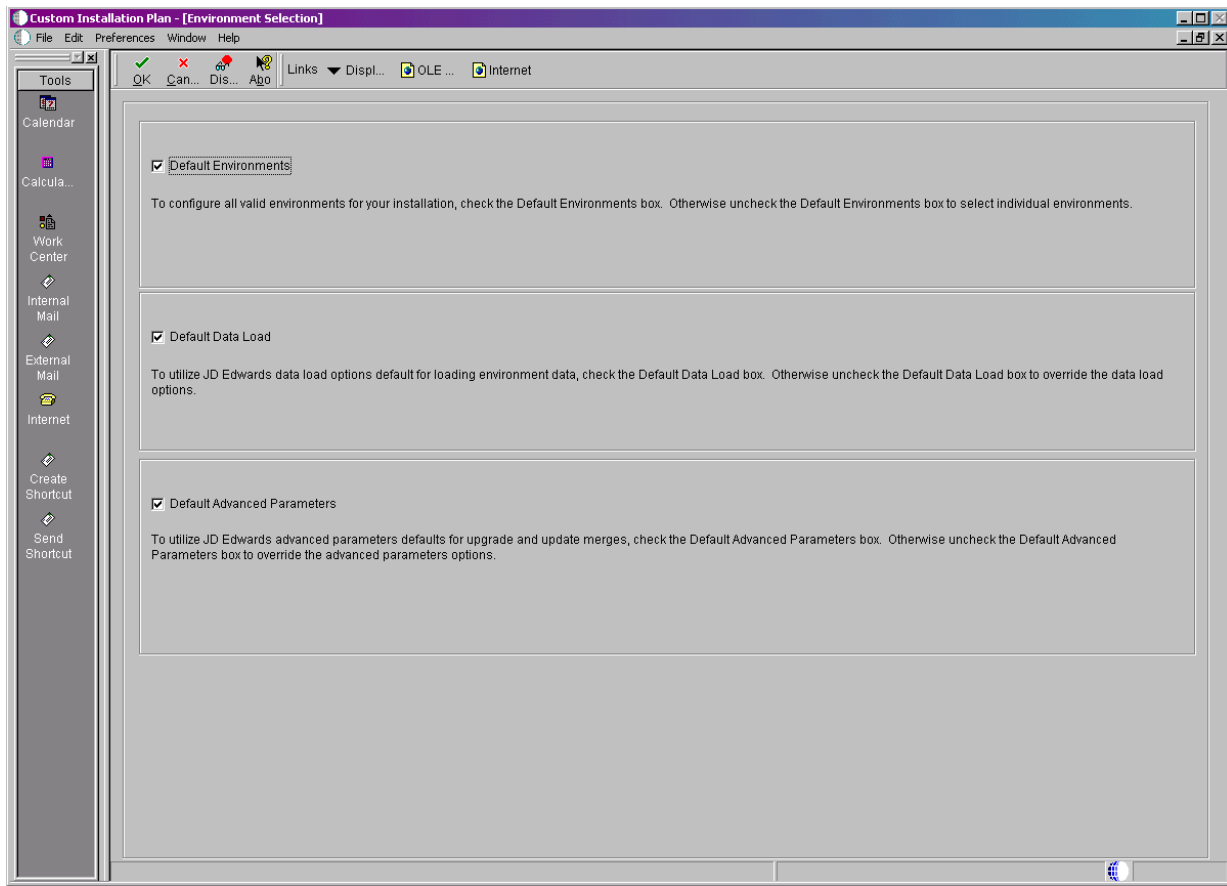 Custom Installation Plan - [Environment Selection]
File Edit Preferences Window Help
Tools
Calendar
Calcula...
Work
Center
Internal
Mail
External
Mail
Internet
Create
Shortcut
Send
Shortcut
OK Can... Dis... Abo Links Displ... OLE ... Internet
Default Environments
To configure all valid environments for your installation, check the Default Environments box. Otherwise uncheck the Default Environments box to select individual environments.
Default Data Load
To utilize JD Edwards data load options default for loading environment data, check the Default Data Load box. Otherwise uncheck the Default Data Load box to override the data load
options.
Default Advanced Parameters
To utilize JD Edwards advanced parameters defaults for upgrade and update merges, check the Default Advanced Parameters box. Otherwise uncheck the Default Advanced
Parameters box to override the advanced parameters options.